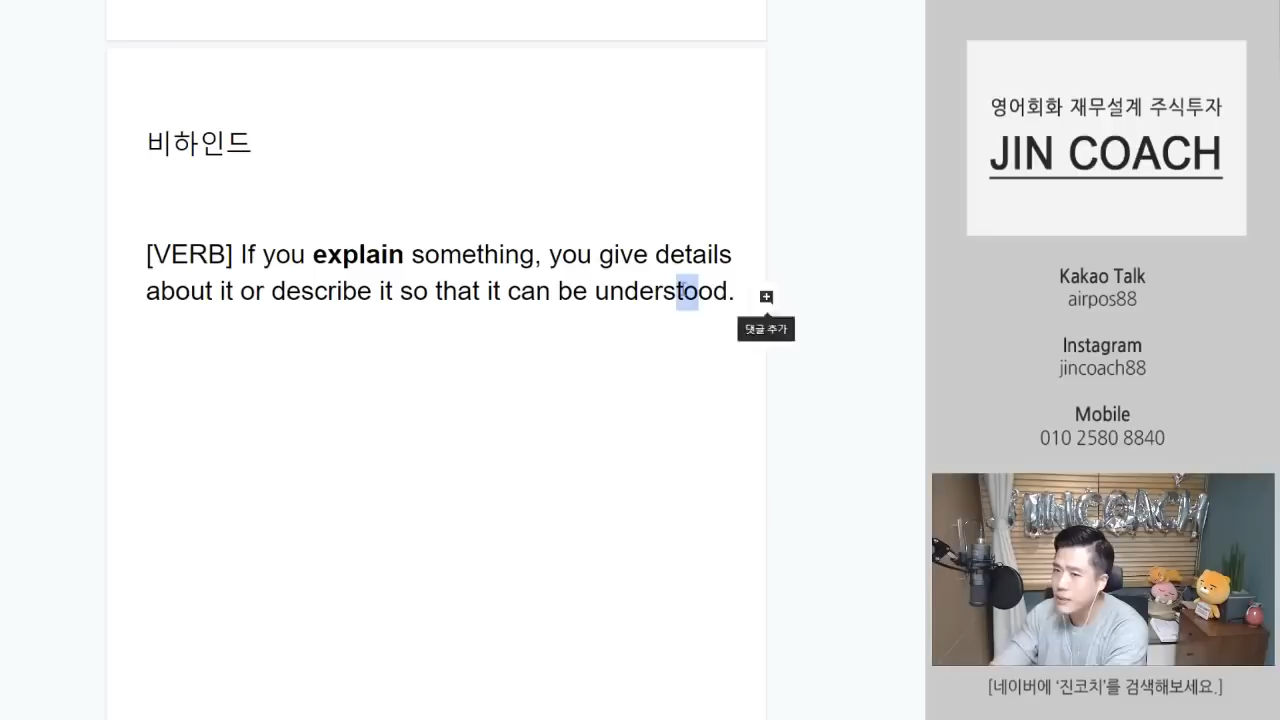 비하인드
[VERB] If you explain something, you give details
about it or describe it so that it can be understood.
댓글 추가
영어회화 재무설계 주식투자
JIN COACH
Kakao Talk
airpos88
Instagram
jincoach88
Mobile
010 2580 8840
JINCOACH
[네이버에 '진코치'를 검색해보세요.]